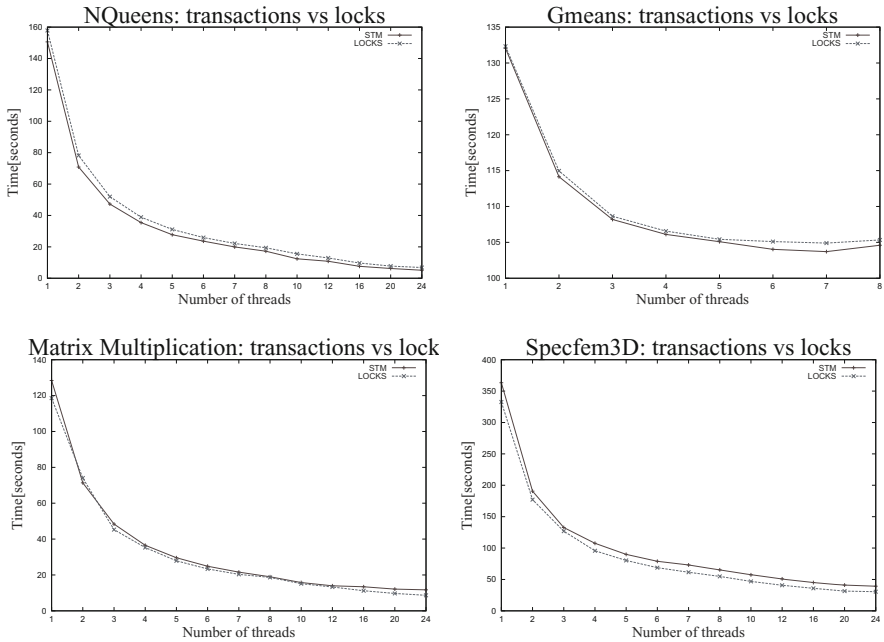 NQueens: transactions vs locks
160
140
120
100
80
60
40
20
0
Time[seconds]
STM
LOCKS
1 2 3 4 5 6 7 8 10 12 16 20 24
Number of threads
Gmeans: transactions vs locks
135
130
125
120
115
110
105
100
Time[seconds]
STM
LOCKS
1 2 3 4 5 6 7 8
Number of threads
Matrix Multiplication: transactions vs lock
140
120
100
80
60
40
20
0
Time[seconds]
STM
LOCKS
1 2 3 4 5 6 7 8 10 12 16 20 24
Number of threads
Specfem3D: transactions vs locks
400
350
300
250
200
150
100
50
0
Time[seconds]
STM
LOCKS
1 2 3 4 5 6 7 8 10 12 16 20 24
Number of threads